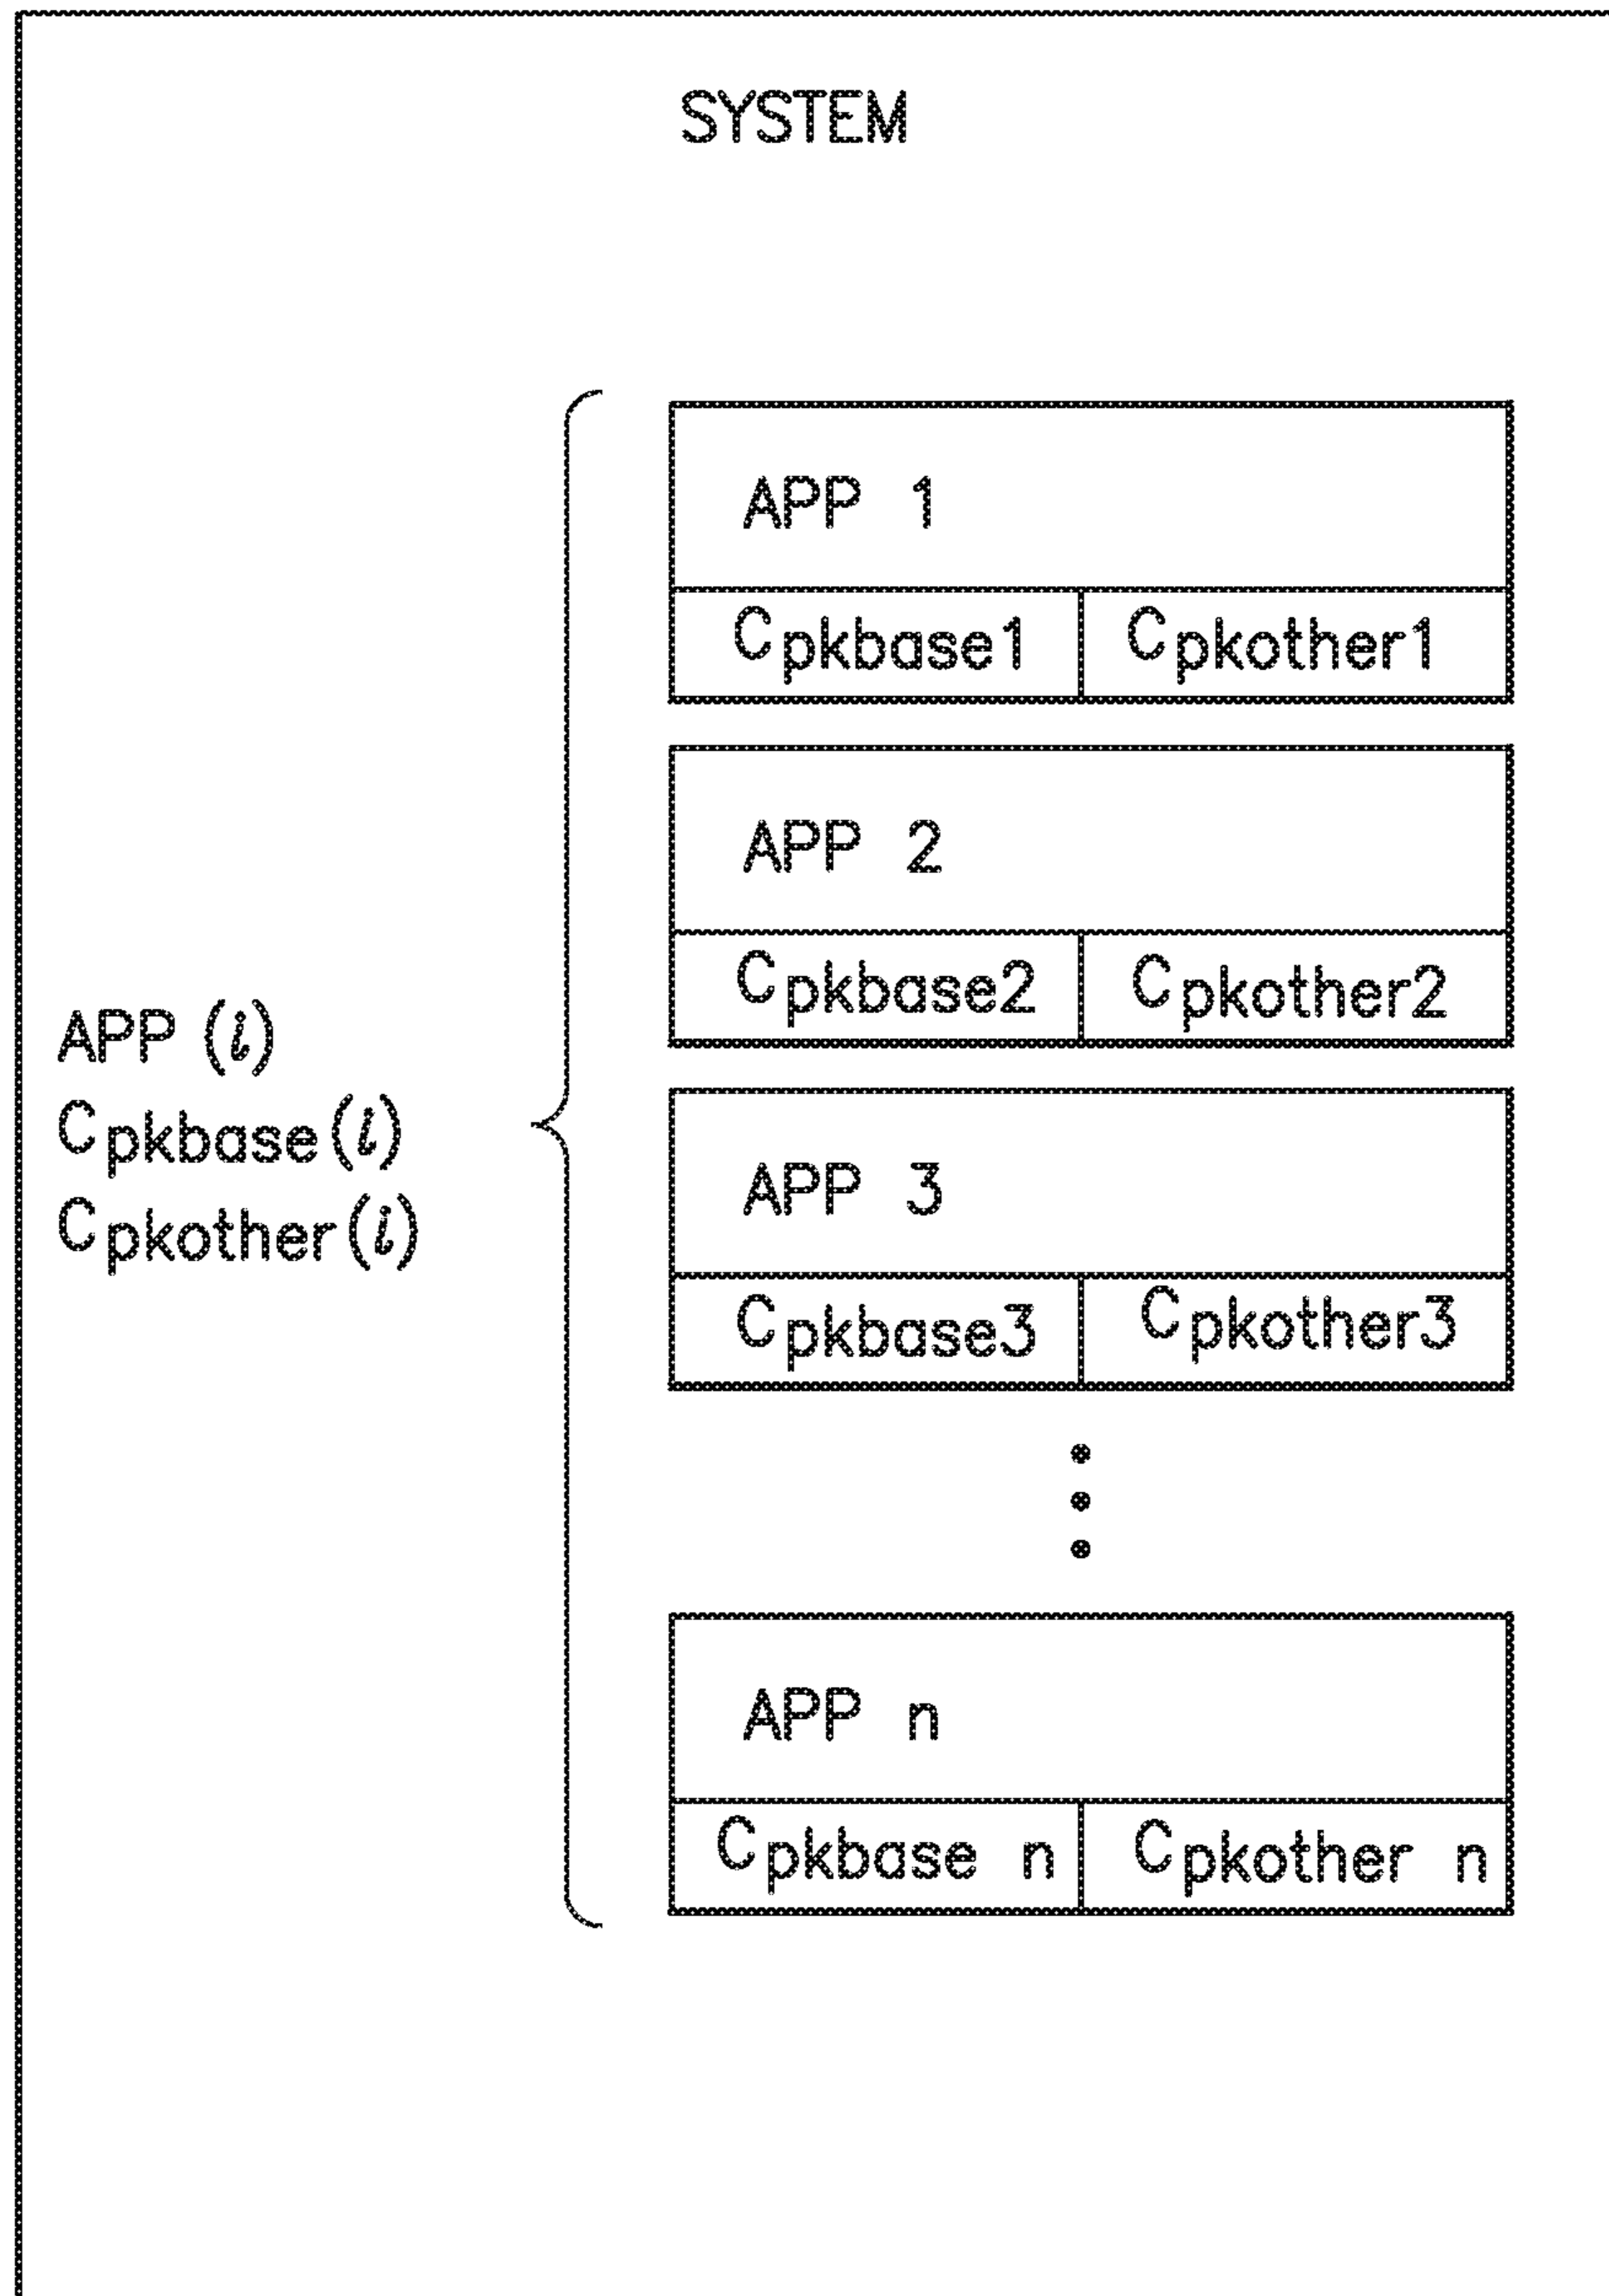 SYSTEM
APP 1
Cpkbase1 Cpkother1
APP 2
Cpkbase2 Cpkother2
APP (i)
Cpkbase(i)
Cpkother(i)
APP 3
Cpkbase3 Cpkother3
APP n
Cpkbase n Cpkother n